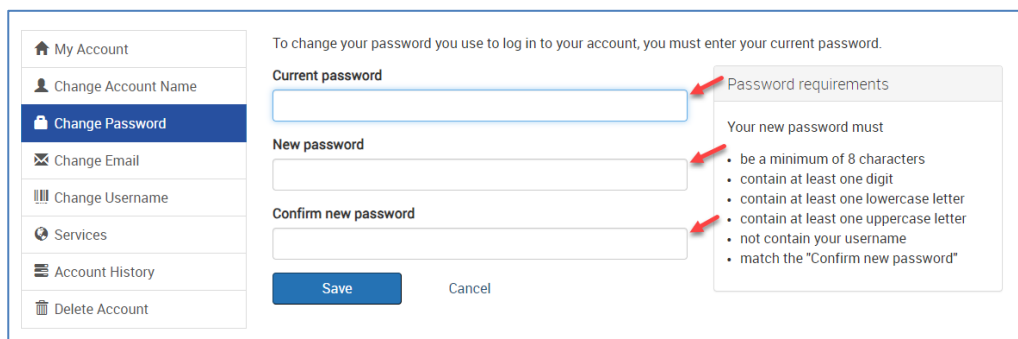 My Account
Change Account Name
Change Password
Change Email
Change Username
Services
Account History
Delete Account
To change your password you use to log in to your account, you must enter your current password.
Current password
New password
Confirm new password
Save
Cancel
Password requirements
Your new password must
• be a minimum of 8 characters
• contain at least one digit
• contain at least one lowercase letter
• contain at least one uppercase letter
• not contain your username
• match the "Confirm new password"